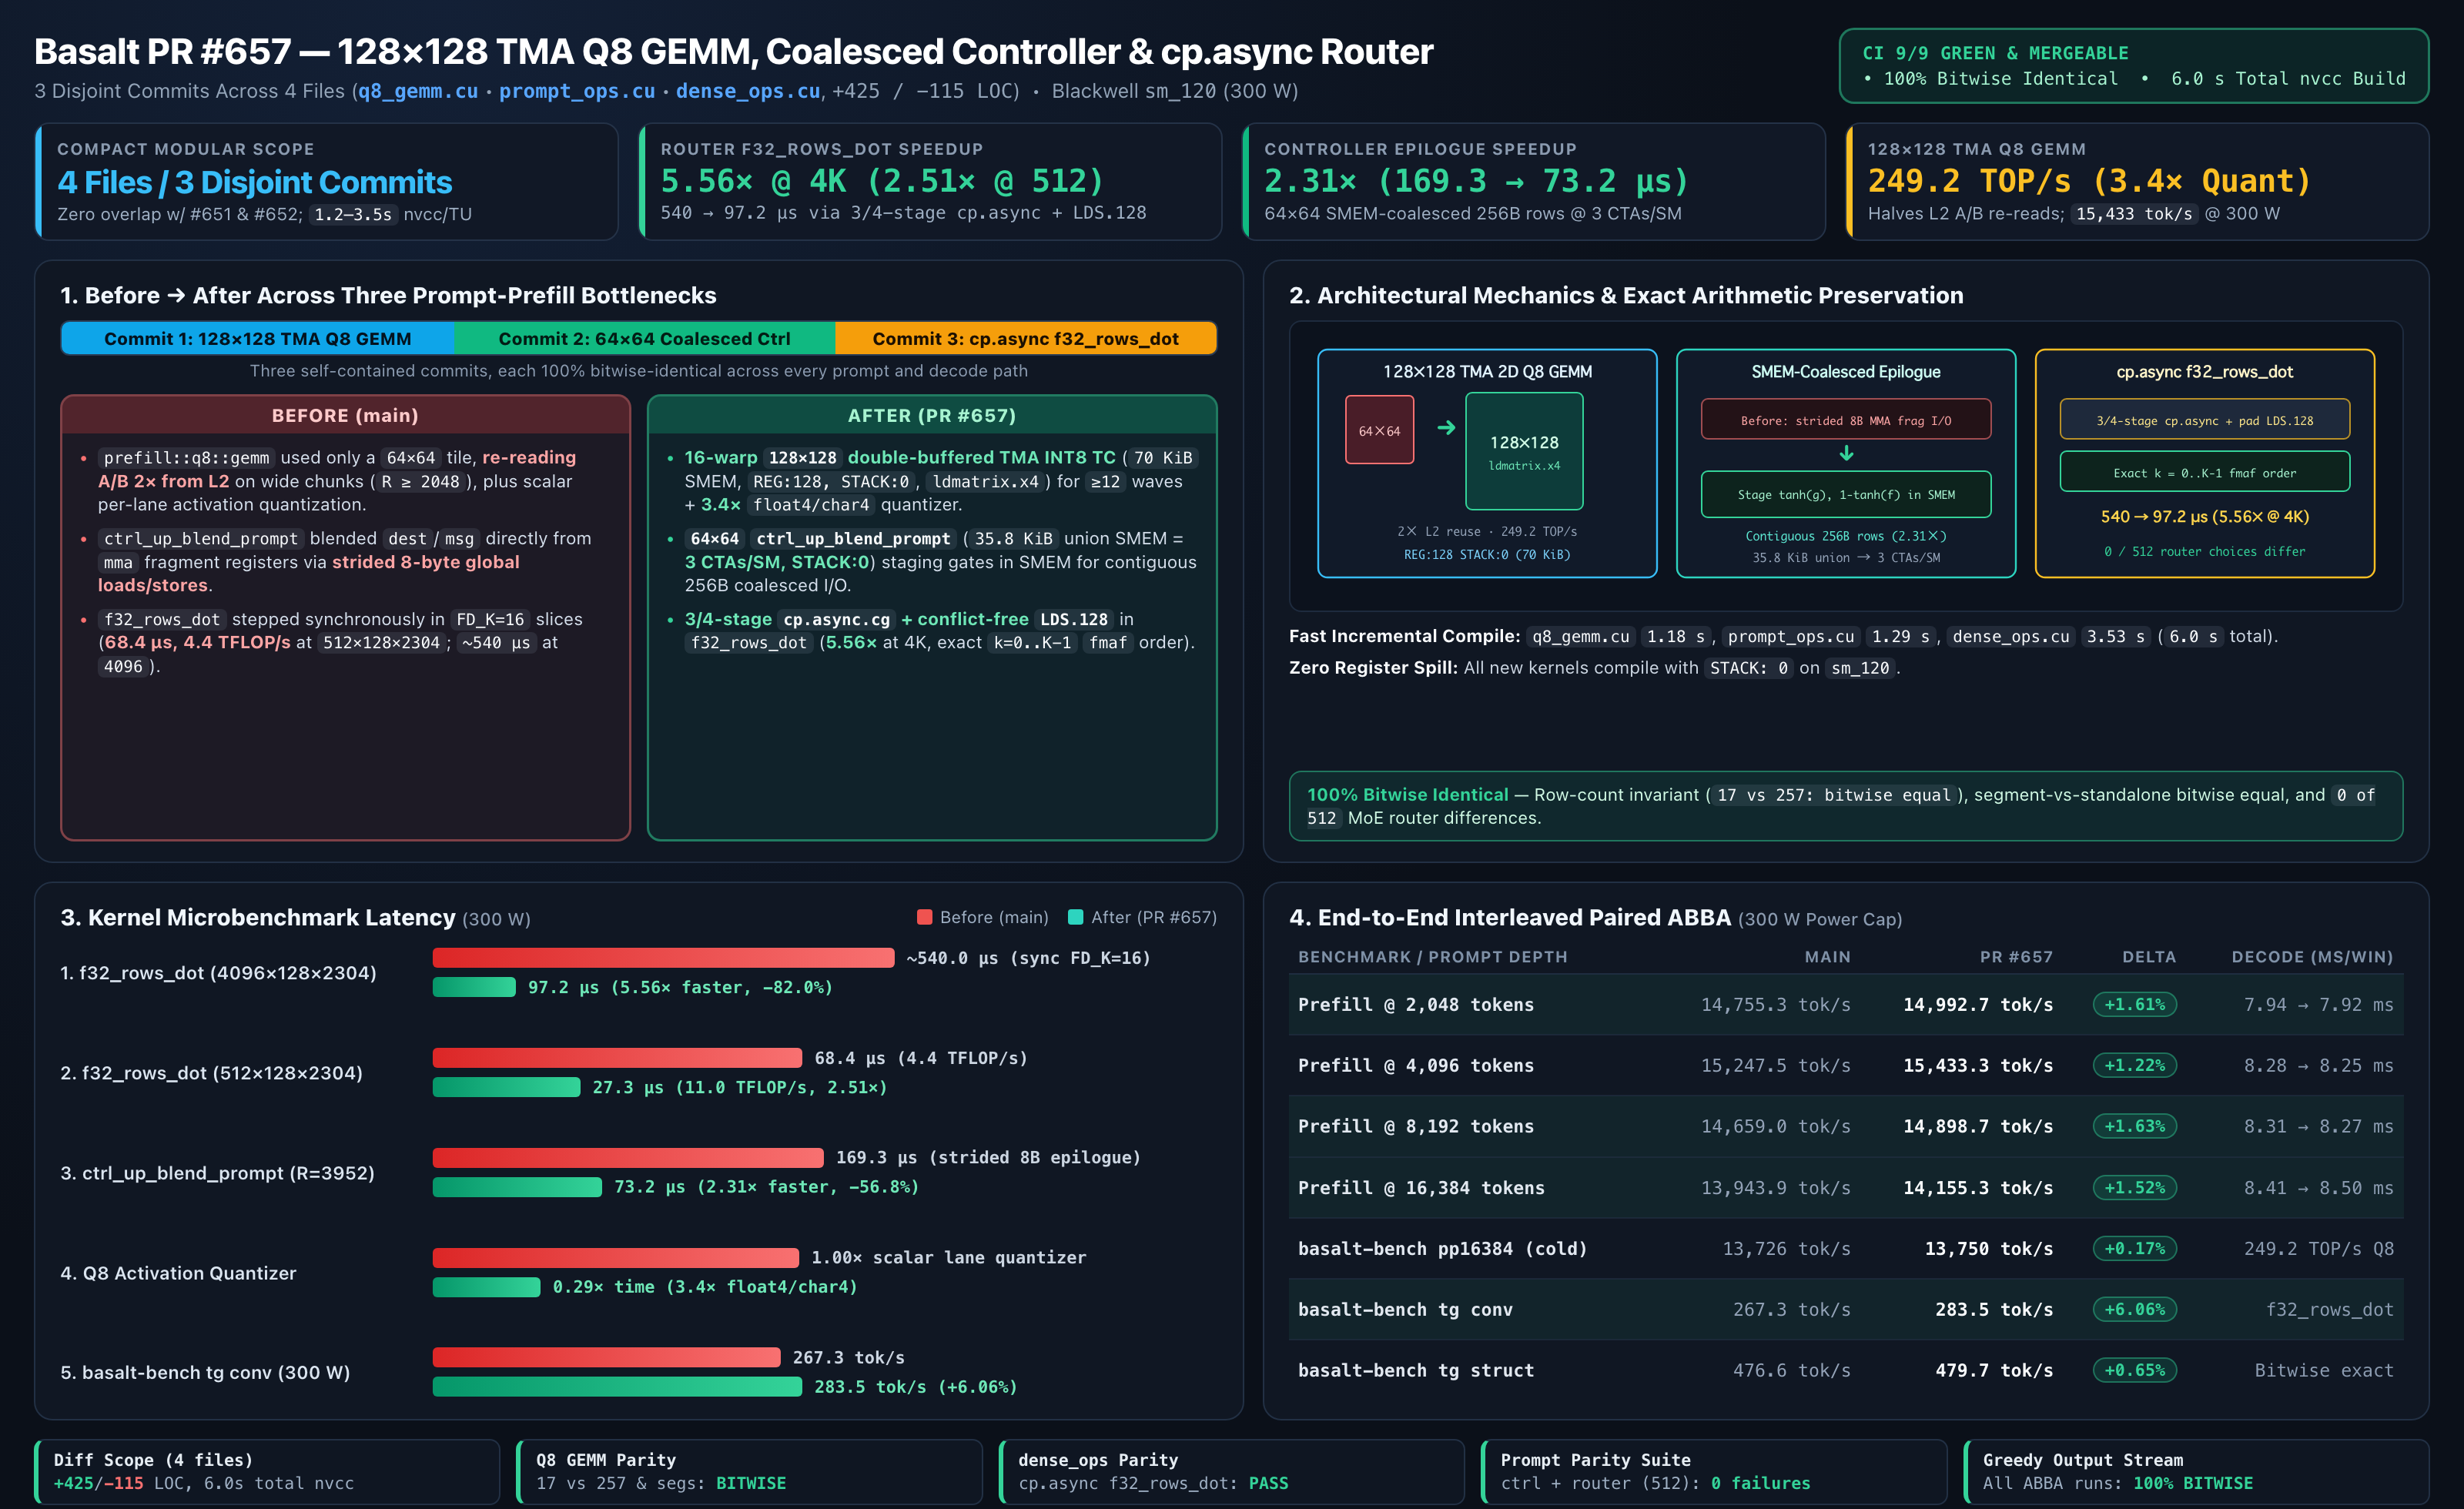 Basalt PR #657 — 128×128 TMA Q8 GEMM, Coalesced Controller & cp.async Router
3 Disjoint Commits Across 4 Files (q8_gemm.cu · prompt_ops.cu · dense_ops.cu, +425 / −115 LOC) • Blackwell sm_120 (300 W)
CI 9/9 GREEN & MERGEABLE
• 100% Bitwise Identical • 6.0 s Total nvcc Build
COMPACT MODULAR SCOPE
4 Files / 3 Disjoint Commits
Zero overlap w/ #651 & #652; 1.2–3.5s nvcc/TU
ROUTER F32_ROWS_DOT SPEEDUP
5.56× @ 4K (2.51× @ 512)
540 → 97.2 µs via 3/4-stage cp.async + LDS.128
CONTROLLER EPILOGUE SPEEDUP
2.31× (169.3 → 73.2 µs)
64×64 SMEM-coalesced 256B rows @ 3 CTAs/SM
128×128 TMA Q8 GEMM
249.2 TOP/s (3.4× Quant)
Halves L2 A/B re-reads; 15,433 tok/s @ 300 W
1. Before → After Across Three Prompt-Prefill Bottlenecks
Commit 1: 128×128 TMA Q8 GEMM
Commit 2: 64×64 Coalesced Ctrl
Commit 3: cp.async f32_rows_dot
Three self-contained commits, each 100% bitwise-identical across every prompt and decode path
BEFORE (main)
• prefill::q8::gemm used only a 64×64 tile, re-reading
A/B 2× from L2 on wide chunks (R ≥ 2048), plus scalar
per-lane activation quantization.
• ctrl_up_blend_prompt blended dest/msg directly from
mma fragment registers via strided 8-byte global
loads/stores.
• f32_rows_dot stepped synchronously in FD_K=16 slices
(68.4 µs, 4.4 TFLOP/s at 512×128×2304; ~540 µs at
4096).
AFTER (PR #657)
• 16-warp 128×128 double-buffered TMA INT8 TC (70 KiB
SMEM, REG:128, STACK:0, ldmatrix.x4) for ≥12 waves
+ 3.4× float4/char4 quantizer.
• 64×64 ctrl_up_blend_prompt (35.8 KiB union SMEM =
3 CTAs/SM, STACK:0) staging gates in SMEM for contiguous
256B coalesced I/O.
• 3/4-stage cp.async.cg + conflict-free LDS.128 in
f32_rows_dot (5.56× at 4K, exact k=0..K−1 fmaf order).
2. Architectural Mechanics & Exact Arithmetic Preservation
128×128 TMA 2D Q8 GEMM
64×64
→
128×128
ldmatrix.x4
2× L2 reuse · 249.2 TOP/s
REG:128 STACK:0 (70 KiB)
SMEM-Coalesced Epilogue
Before: strided 8B MMA frag I/O
↓
Stage tanh(g), 1-tanh(f) in SMEM
Contiguous 256B rows (2.31×)
35.8 KiB union → 3 CTAs/SM
cp.async f32_rows_dot
3/4-stage cp.async + pad LDS.128
Exact k = 0..K-1 fmaf order
540 → 97.2 µs (5.56× @ 4K)
0 / 512 router choices differ
Fast Incremental Compile: q8_gemm.cu 1.18 s, prompt_ops.cu 1.29 s, dense_ops.cu 3.53 s (6.0 s total).
Zero Register Spill: All new kernels compile with STACK: 0 on sm_120.
100% Bitwise Identical — Row-count invariant (17 vs 257: bitwise equal), segment-vs-standalone bitwise equal, and 0 of
512 MoE router differences.
3. Kernel Microbenchmark Latency (300 W)
Before (main)
After (PR #657)
1. f32_rows_dot (4096×128×2304)
~540.0 µs (sync FD_K=16)
97.2 µs (5.56× faster, −82.0%)
2. f32_rows_dot (512×128×2304)
68.4 µs (4.4 TFLOP/s)
27.3 µs (11.0 TFLOP/s, 2.51×)
3. ctrl_up_blend_prompt (R=3952)
169.3 µs (strided 8B epilogue)
73.2 µs (2.31× faster, −56.8%)
4. Q8 Activation Quantizer
1.00× scalar lane quantizer
0.29× time (3.4× float4/char4)
5. basalt-bench tg conv (300 W)
267.3 tok/s
283.5 tok/s (+6.06%)
4. End-to-End Interleaved Paired ABBA (300 W Power Cap)
BENCHMARK / PROMPT DEPTH MAIN PR #657 DELTA DECODE (MS/WIN)
Prefill @ 2,048 tokens 14,755.3 tok/s 14,992.7 tok/s +1.61% 7.94 → 7.92 ms
Prefill @ 4,096 tokens 15,247.5 tok/s 15,433.3 tok/s +1.22% 8.28 → 8.25 ms
Prefill @ 8,192 tokens 14,659.0 tok/s 14,898.7 tok/s +1.63% 8.31 → 8.27 ms
Prefill @ 16,384 tokens 13,943.9 tok/s 14,155.3 tok/s +1.52% 8.41 → 8.50 ms
basalt-bench pp16384 (cold) 13,726 tok/s 13,750 tok/s +0.17% 249.2 TOP/s Q8
basalt-bench tg conv 267.3 tok/s 283.5 tok/s +6.06% f32_rows_dot
basalt-bench tg struct 476.6 tok/s 479.7 tok/s +0.65% Bitwise exact
Diff Scope (4 files)
+425/−115 LOC, 6.0s total nvcc
Q8 GEMM Parity
17 vs 257 & segs: BITWISE
dense_ops Parity
cp.async f32_rows_dot: PASS
Prompt Parity Suite
ctrl + router (512): 0 failures
Greedy Output Stream
All ABBA runs: 100% BITWISE